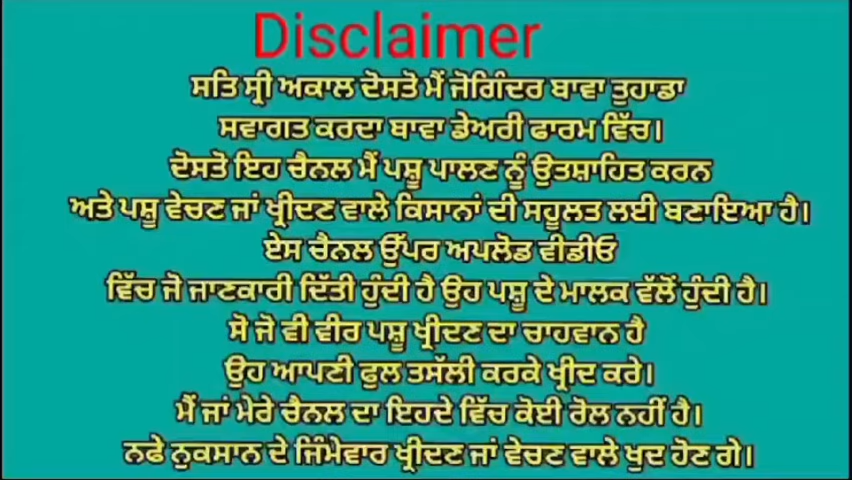 Disclaimer
ਸਤਿ ਸ੍ਰੀ ਅਕਾਲ ਦੋਸਤੋ ਮੈਂ ਜੋਗਿੰਦਰ ਬਾਵਾ ਤੁਹਾਡਾ
ਸਵਾਗਤ ਕਰਦਾ ਬਾਵਾ ਡੇਅਰੀ ਫਾਰਮ ਵਿੱਚ।
ਦੋਸਤੋ ਇਹ ਚੈਨਲ ਮੈਂ ਪਸ਼ੂ ਪਾਲਣ ਨੂੰ ਉਤਸ਼ਾਹਿਤ ਕਰਨ
ਅਤੇ ਪਸ਼ੂ ਵੇਚਣ ਜਾਂ ਖ੍ਰੀਦਣ ਵਾਲੇ ਕਿਸਾਨਾਂ ਦੀ ਸਹੂਲਤ ਲਈ ਬਣਾਇਆ ਹੈ।
ਏਸ ਚੈਨਲ ਉੱਪਰ ਅਪਲੋਡ ਵੀਡੀਓ
ਵਿੱਚ ਜੋ ਜਾਣਕਾਰੀ ਦਿੱਤੀ ਹੁੰਦੀ ਹੈ ਉਹ ਪਸ਼ੂ ਦੇ ਮਾਲਕ ਵੱਲੋਂ ਹੁੰਦੀ ਹੈ।
ਸੋ ਜੋ ਵੀ ਵੀਰ ਪਸ਼ੂ ਖ੍ਰੀਦਣ ਦਾ ਚਾਹਵਾਨ ਹੈ
ਉਹ ਆਪਣੀ ਫੁਲ ਤਸੱਲੀ ਕਰਕੇ ਖ੍ਰੀਦ ਕਰੇ।
ਮੈਂ ਜਾਂ ਮੇਰੇ ਚੈਨਲ ਦਾ ਇਹਦੇ ਵਿੱਚ ਕੋਈ ਰੋਲ ਨਹੀਂ ਹੈ।
ਨਫੇ ਨੁਕਸਾਨ ਦੇ ਜਿੰਮੇਵਾਰ ਖ੍ਰੀਦਣ ਜਾਂ ਵੇਚਣ ਵਾਲੇ ਖੁਦ ਹੋਣ ਗੇ।